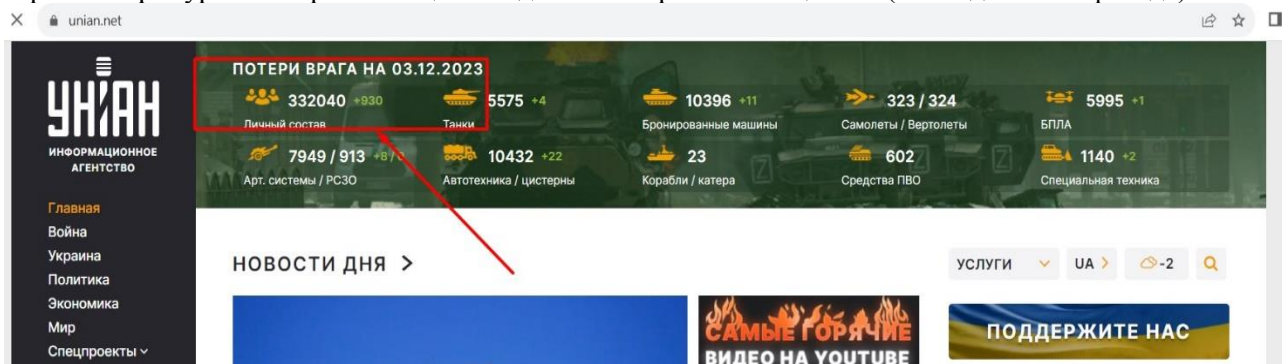 unian.net
УНІАН
ИНФОРМАЦИОННОЕ
АГЕНТСТВО
ПОТЕРИ ВРАГА НА 03.12.2023
332040 +930
Личный состав
5575 +4
Танки
10396 +11
Бронированные машины
323 / 324
Самолеты / Вертолеты
5995 +1
БПЛА
7949 / 913 +8 / 0
Арт. системы / РСЗО
10432 +22
Автотехника / цистерны
23
Корабли / катера
602
Средства ПВО
1140 +2
Специальная техника
Главная
Война
Украина
Политика
Экономика
Мир
Спецпроекты
НОВОСТИ ДНЯ >
УСЛУГИ
UA >
-2
САМЫЕ ГОРЯЧИЕ
ВИДЕО НА YOUTUBE
ПОДДЕРЖИТЕ НАС